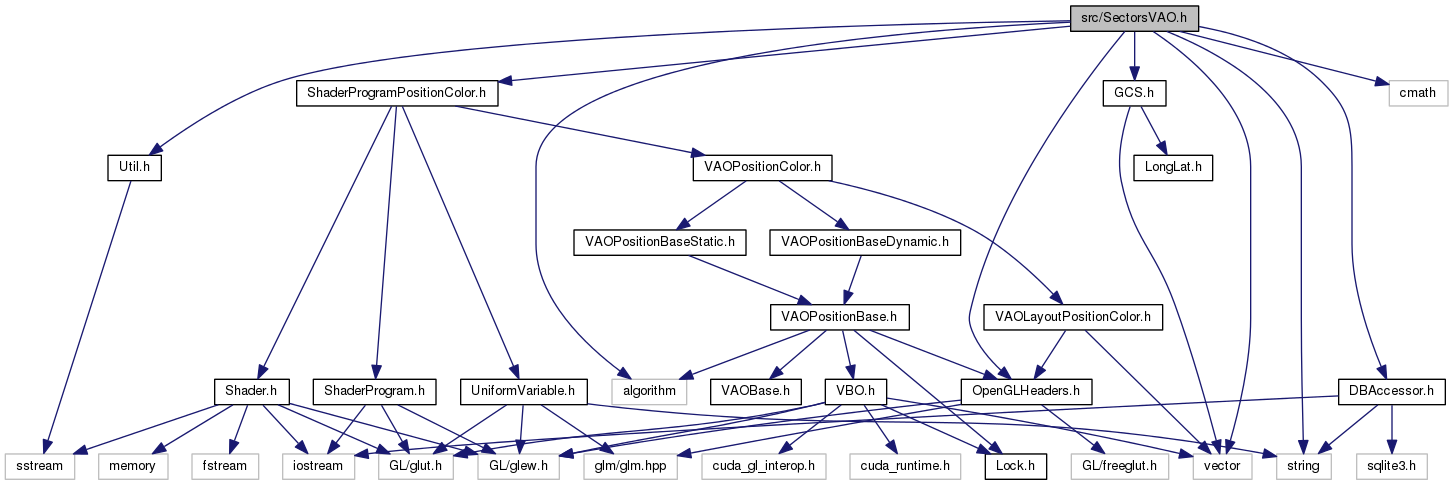 src/SectorsVAO.h
ShaderProgramPositionColor.h
GCS.h
cmath
Util.h
VAOPositionColor.h
LongLat.h
VAOPositionBaseStatic.h
VAOPositionBaseDynamic.h
VAOPositionBase.h
VAOLayoutPositionColor.h
Shader.h
ShaderProgram.h
UniformVariable.h
algorithm
VAOBase.h
VBO.h
OpenGLHeaders.h
DBAccessor.h
sstream
memory
fstream
iostream
GL/glut.h
GL/glew.h
glm/glm.hpp
cuda_gl_interop.h
cuda_runtime.h
Lock.h
GL/freeglut.h
vector
string
sqlite3.h